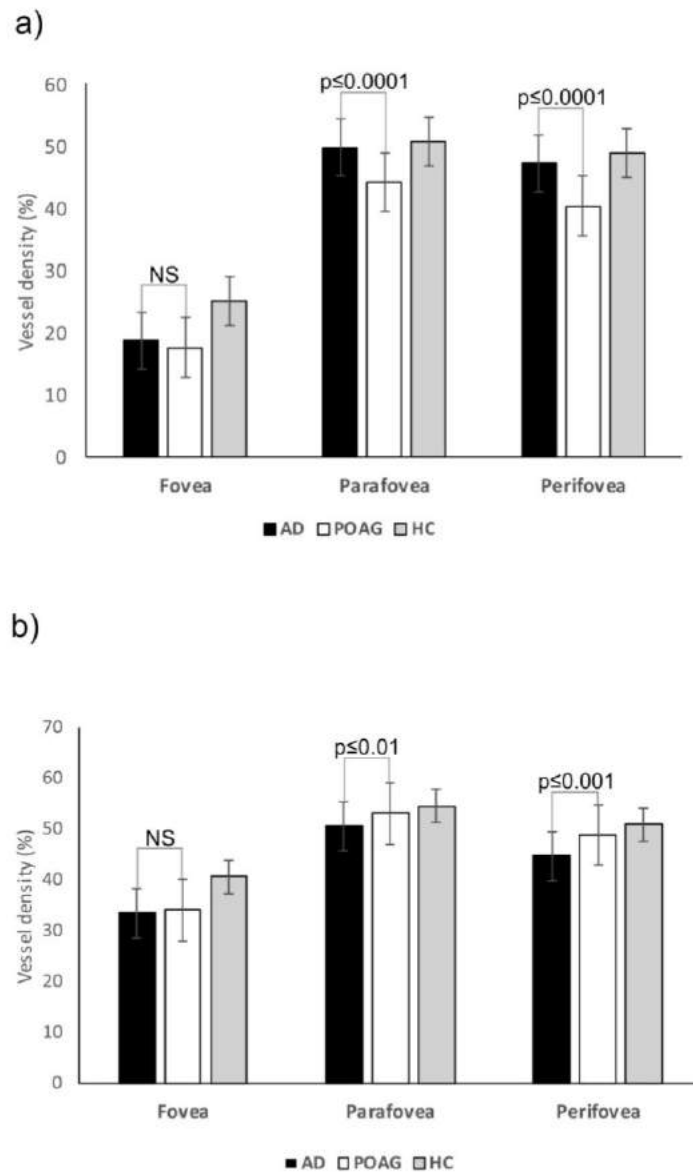 a)
60
50
40
30
20
10
0
Vessel density (%)
NS
p≤0.0001
p≤0.0001
Fovea Parafovea Perifovea
AD POAG HC
b)
70
60
50
40
30
20
10
0
Vessel density (%)
NS
p≤0.01
p≤0.001
Fovea Parafovea Perifovea
AD POAG HC